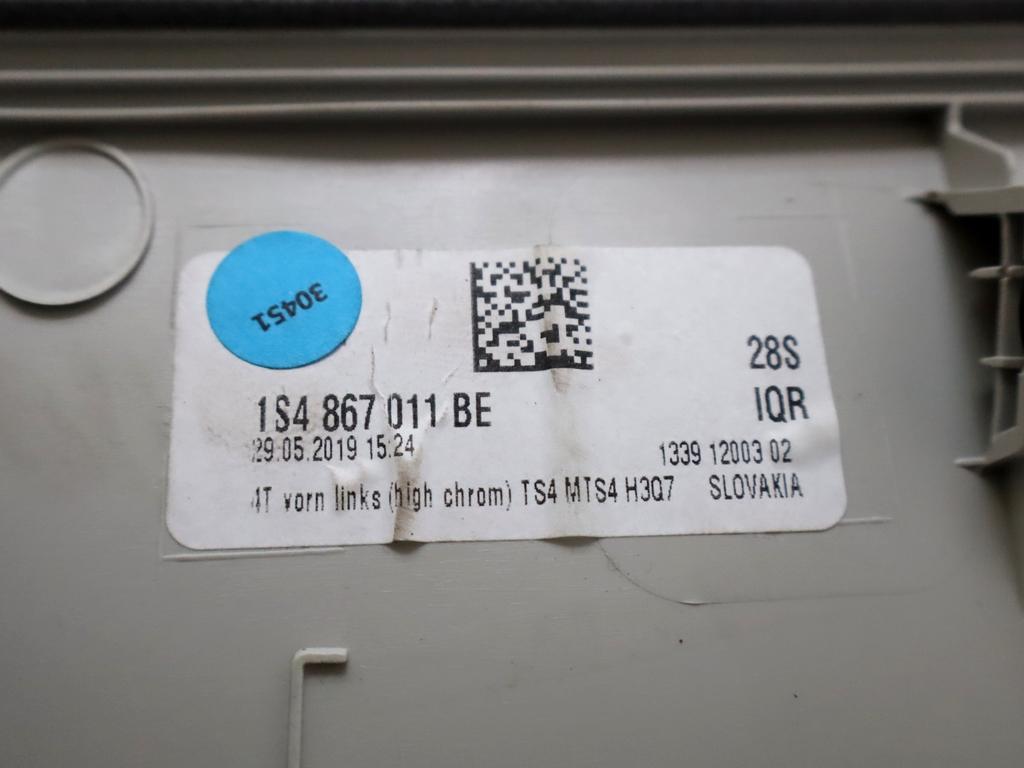 30451
28S
1S4 867 011 BE
IQR
29.05.2019 15:24
1339 12003 02
4T vorn links (high chrom) TS4 MTS4 H3Q7
SLOVAKIA